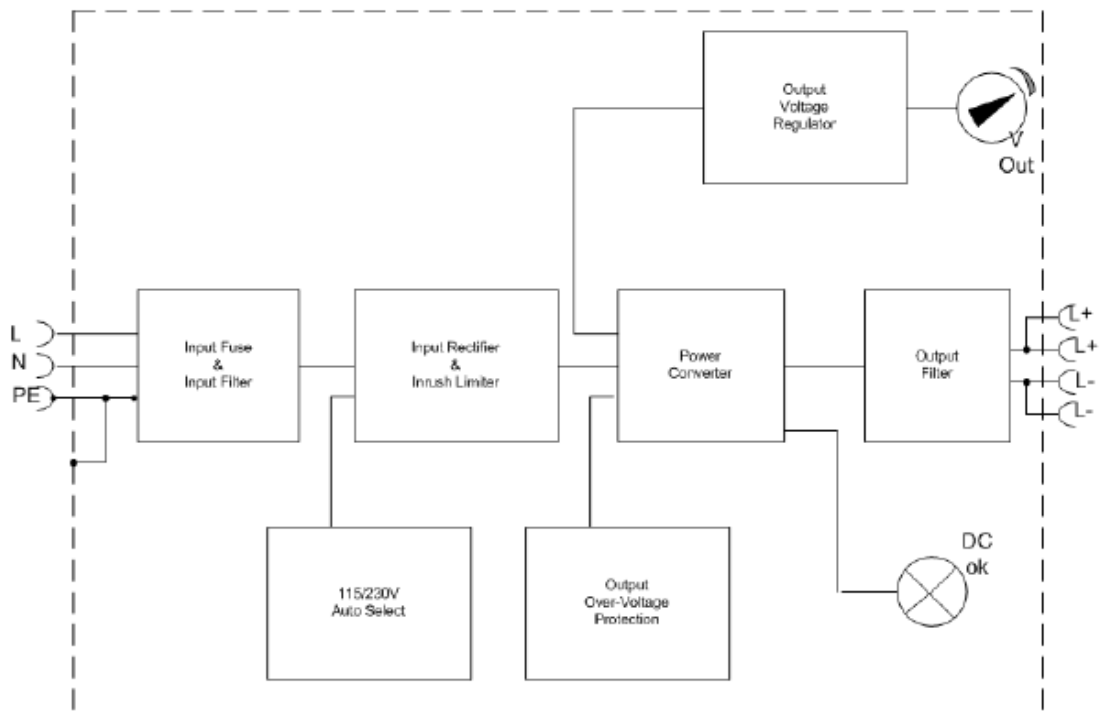 Output
Voltage
Regulator
V
Out
L
N
PE
Input Fuse
&
Input Filter
Input Rectifier
&
Inrush Limiter
Power
Converter
Output
Filter
L+
L+
L-
L-
115/230V
Auto Select
Output
Over-Voltage
Protection
DC
ok